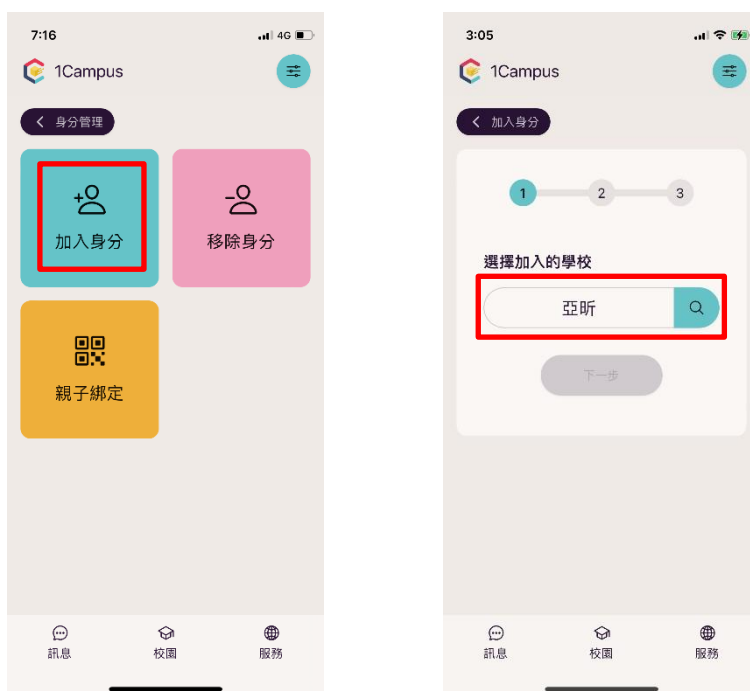 7:16
4G
1Campus
身分管理
加入身分
移除身分
親子綁定
訊息
校園
服務
3:05
1Campus
加入身分
1
2
3
選擇加入的學校
亞昕
下一步
訊息
校園
服務